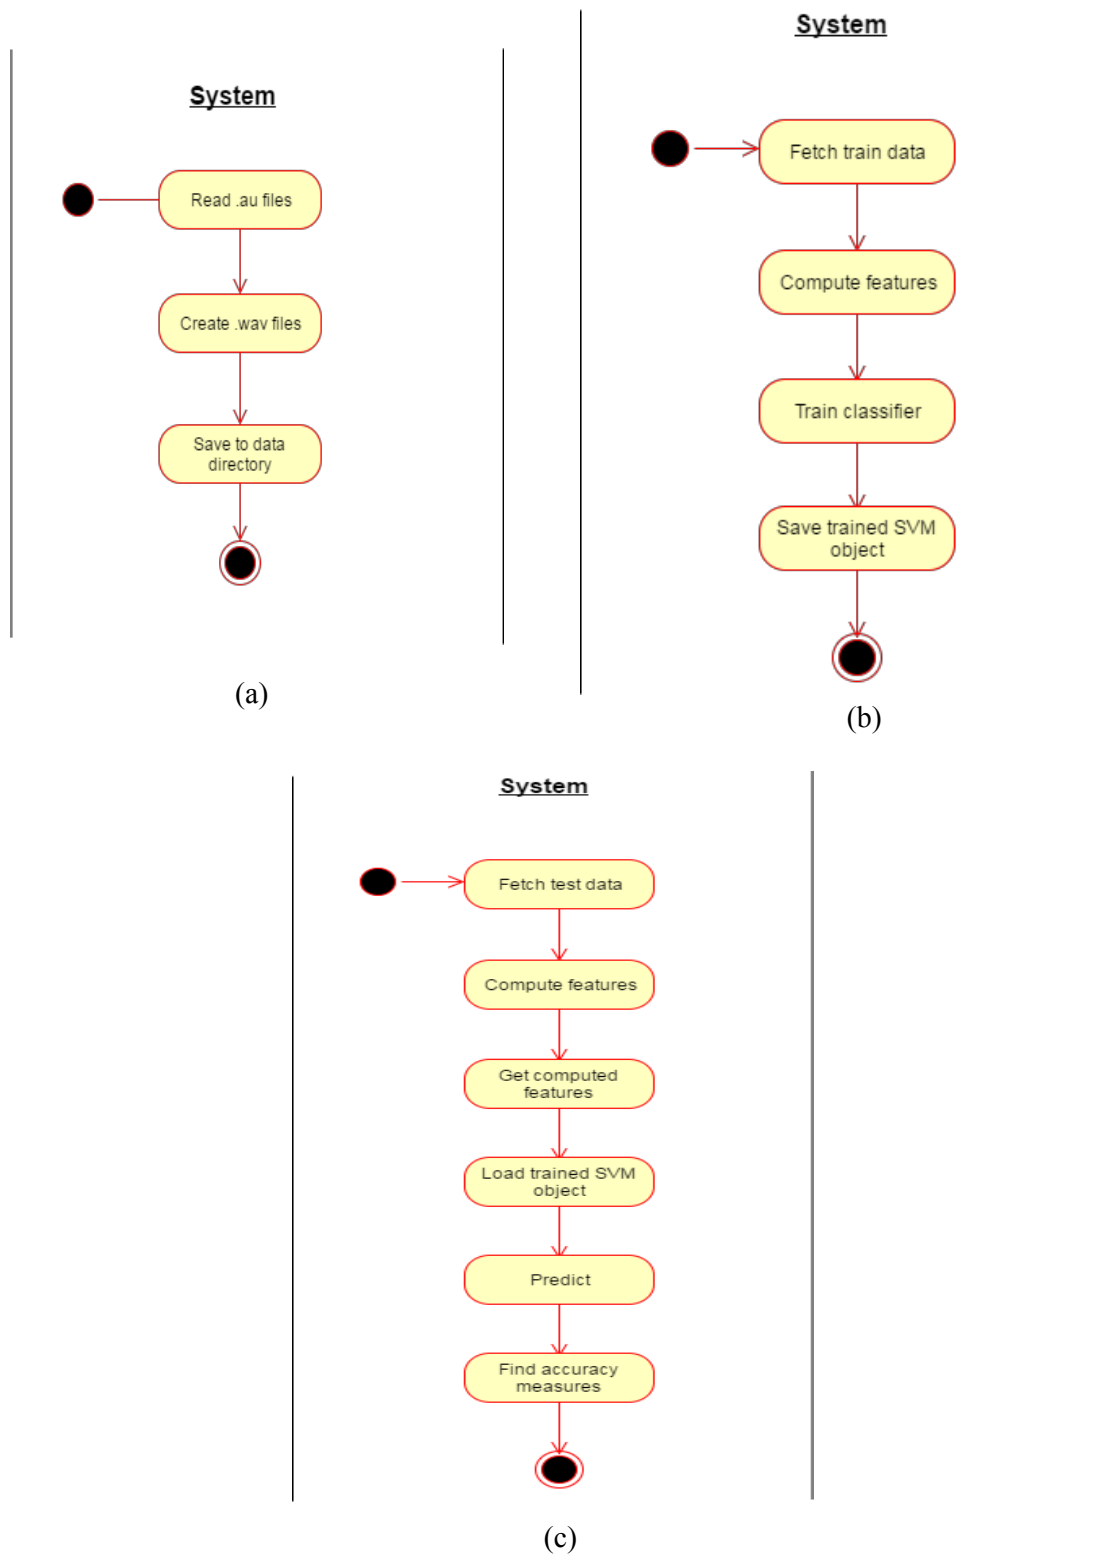 System
Read .au files
Create .wav files
Save to data
directory
(a)
System
Fetch train data
Compute features
Train classifier
Save trained SVM
object
(b)
System
Fetch test data
Compute features
Get computed
features
Load trained SVM
object
Predict
Find accuracy
measures
(c)